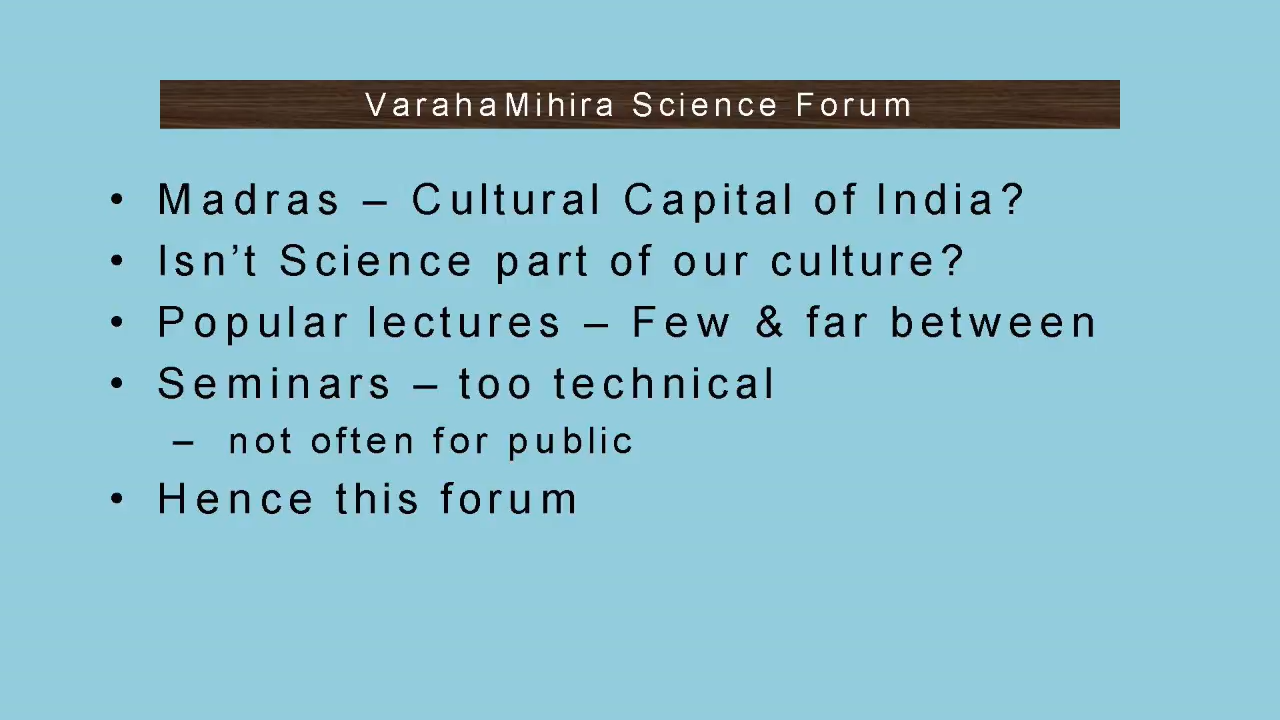 VarahaMihira Science Forum
• Madras – Cultural Capital of India?
• Isn’t Science part of our culture?
• Popular lectures – Few & far between
• Seminars – too technical
– not often for public
• Hence this forum